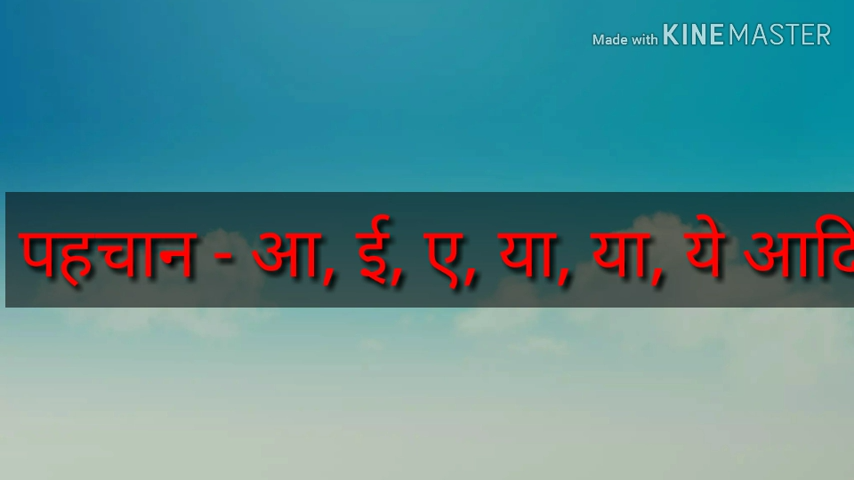 Made with KINEMASTER
पहचान - आ, ई, ए, या, या, ये